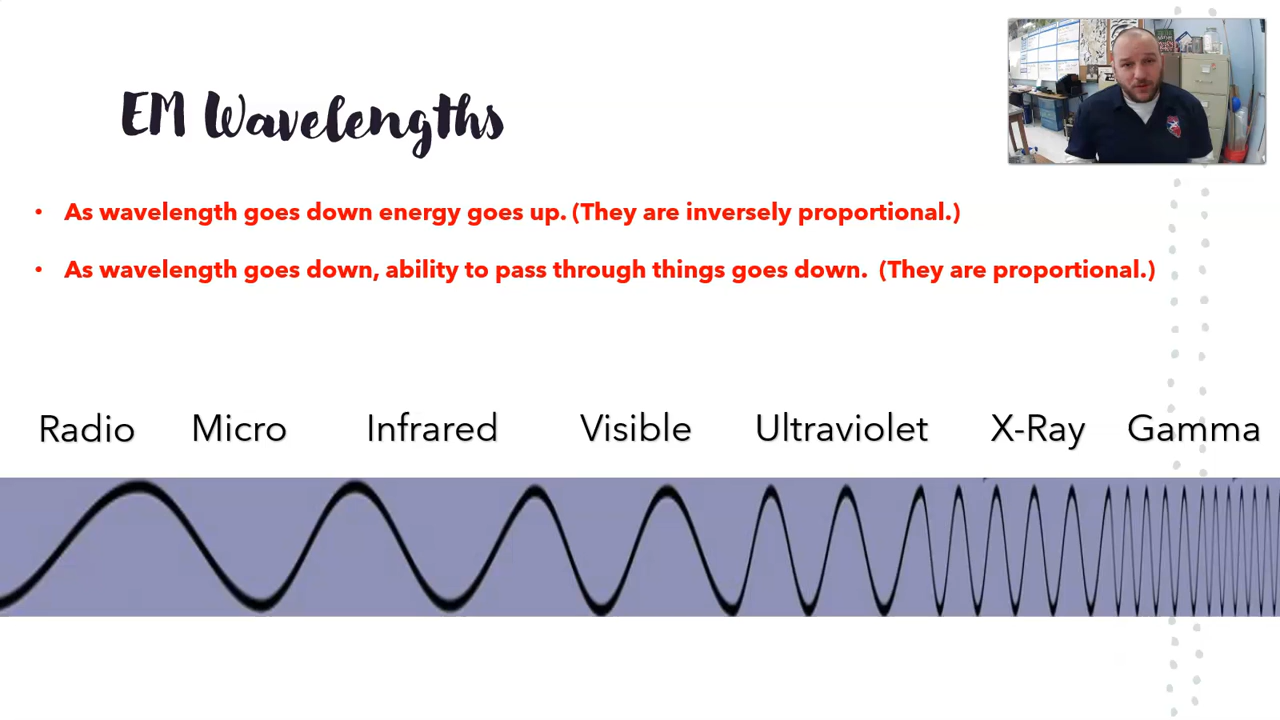 EM Wavelengths
• As wavelength goes down energy goes up. (They are inversely proportional.)
• As wavelength goes down, ability to pass through things goes down. (They are proportional.)
Radio Micro Infrared Visible Ultraviolet X-Ray Gamma